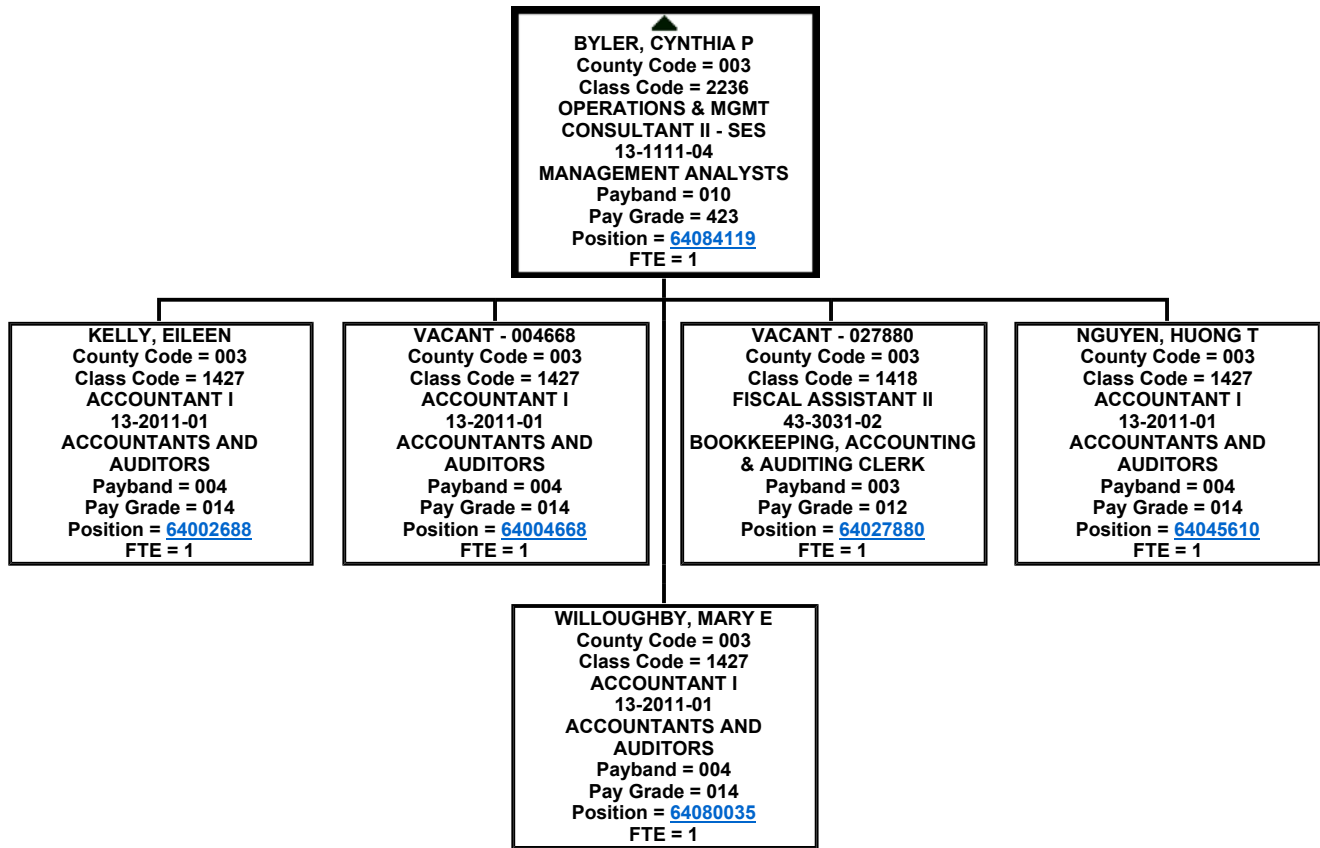 BYLER, CYNTHIA P
County Code = 003
Class Code = 2236
OPERATIONS & MGMT
CONSULTANT II - SES
13-1111-04
MANAGEMENT ANALYSTS
Payband = 010
Pay Grade = 423
Position = 64084119
FTE = 1
KELLY, EILEEN
County Code = 003
Class Code = 1427
ACCOUNTANT I
13-2011-01
ACCOUNTANTS AND
AUDITORS
Payband = 004
Pay Grade = 014
Position = 64002688
FTE = 1
VACANT - 004668
County Code = 003
Class Code = 1427
ACCOUNTANT I
13-2011-01
ACCOUNTANTS AND
AUDITORS
Payband = 004
Pay Grade = 014
Position = 64004668
FTE = 1
VACANT - 027880
County Code = 003
Class Code = 1418
FISCAL ASSISTANT II
43-3031-02
BOOKKEEPING, ACCOUNTING
& AUDITING CLERK
Payband = 003
Pay Grade = 012
Position = 64027880
FTE = 1
NGUYEN, HUONG T
County Code = 003
Class Code = 1427
ACCOUNTANT I
13-2011-01
ACCOUNTANTS AND
AUDITORS
Payband = 004
Pay Grade = 014
Position = 64045610
FTE = 1
WILLOUGHBY, MARY E
County Code = 003
Class Code = 1427
ACCOUNTANT I
13-2011-01
ACCOUNTANTS AND
AUDITORS
Payband = 004
Pay Grade = 014
Position = 64080035
FTE = 1